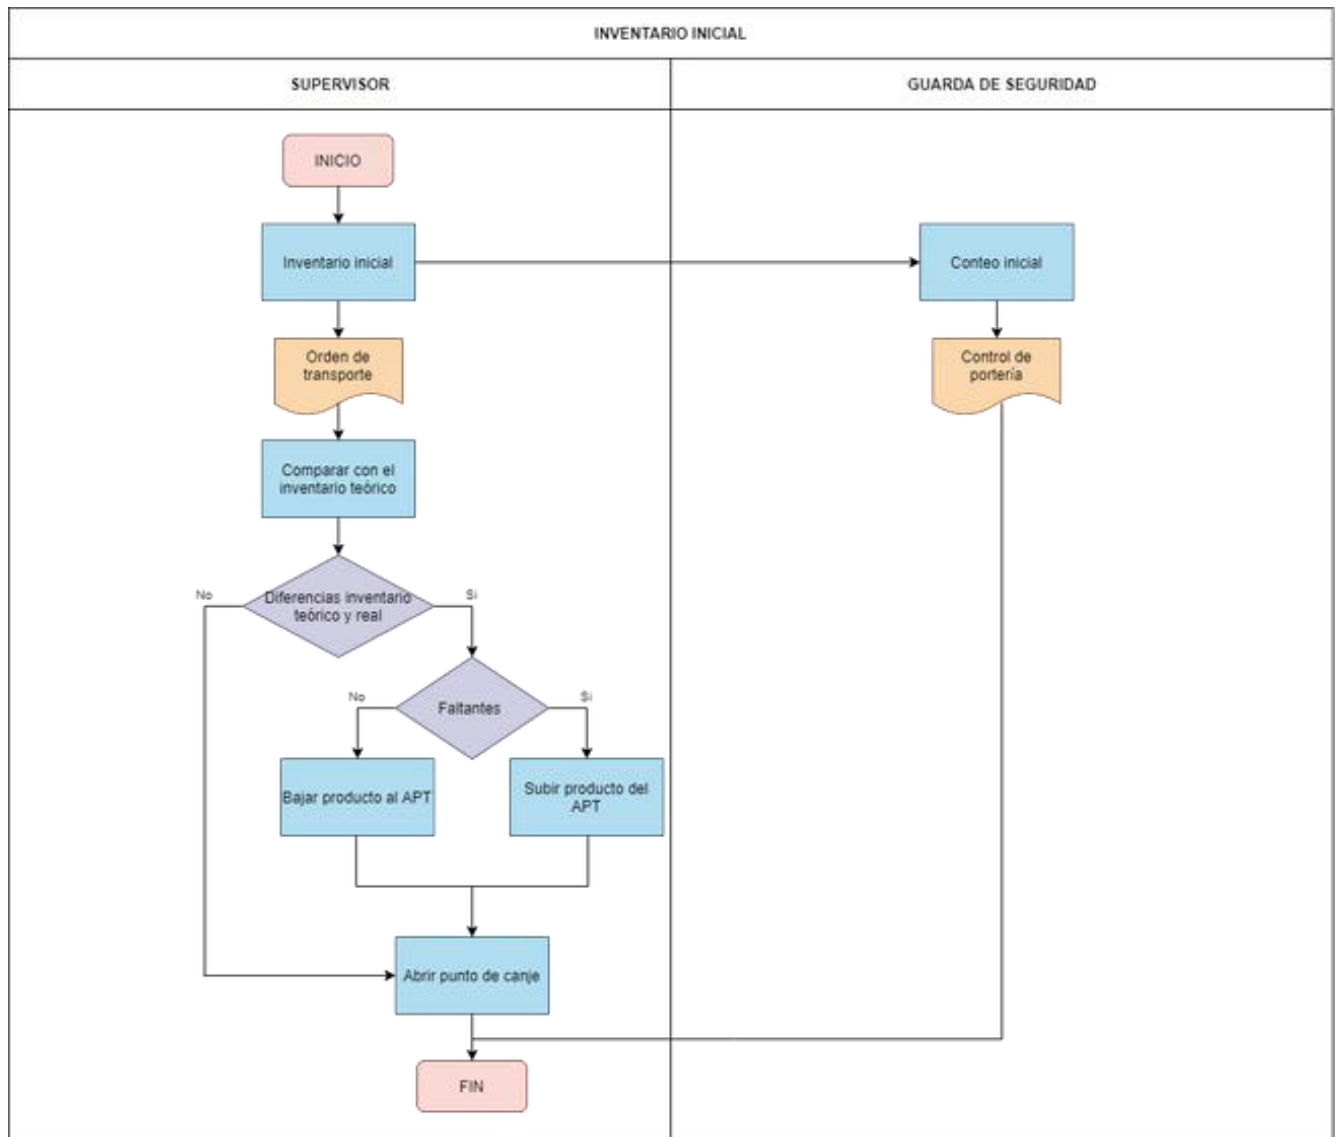 INVENTARIO INICIAL
SUPERVISOR
GUARDA DE SEGURIDAD
INICIO
Inventario inicial
Conteo inicial
Orden de
transporte
Control de
portería
Comparar con el
inventario teórico
No
Diferencias inventario
teórico y real
Si
No
Faltantes
Si
Bajar producto al APT
Subir producto del
APT
Abrir punto de canje
FIN